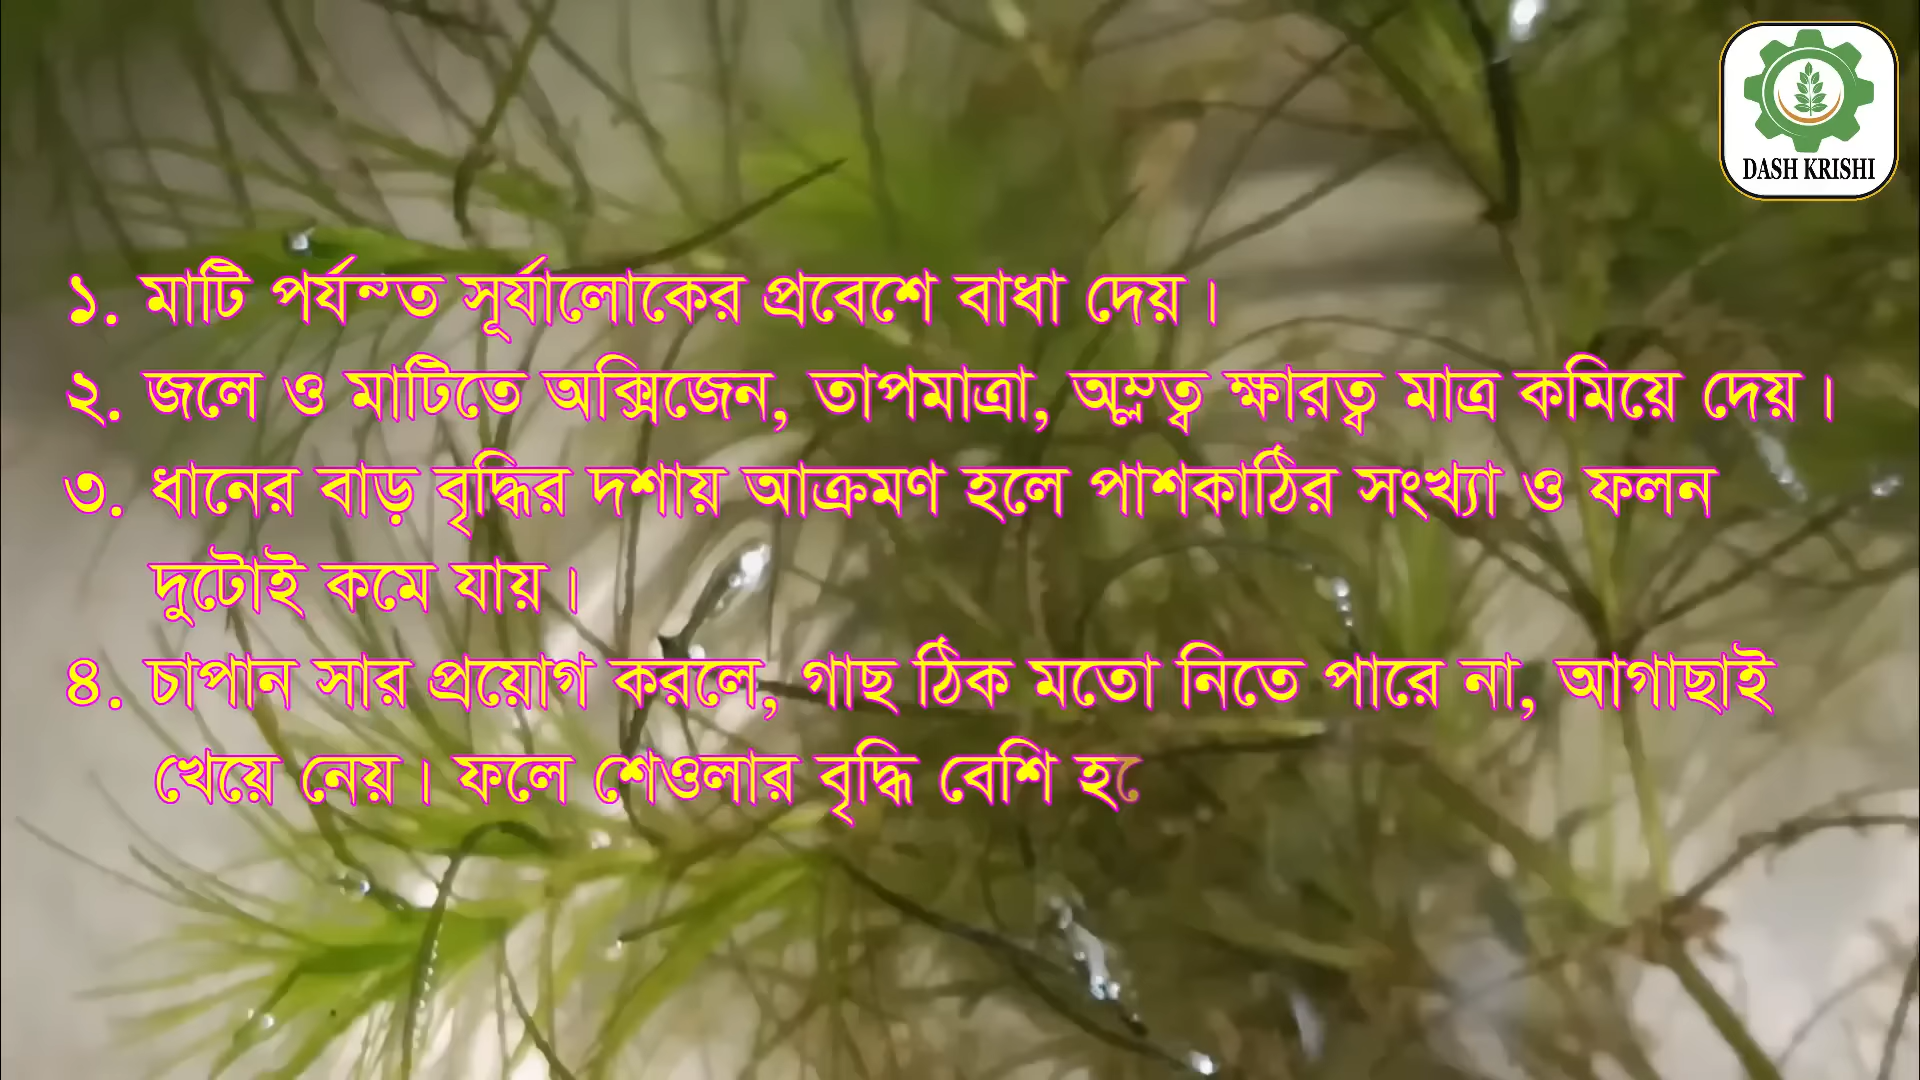 DASH KRISHI
১. মাটি পর্যন্ত সূর্যালোকের প্রবেশে বাধা দেয়।
২. জলে ও মাটিতে অক্সিজেন, তাপমাত্রা, অম্লত্ব ক্ষারত্ব মাত্র কমিয়ে দেয়।
৩. ধানের বাড় বৃদ্ধির দশায় আক্রমণ হলে পাশকাঠির সংখ্যা ও ফলন
দুটোই কমে যায়।
৪. চাপান সার প্রয়োগ করলে, গাছ ঠিক মতো নিতে পারে না, আগাছাই
খেয়ে নেয়। ফলে শেওলার বৃদ্ধি বেশি